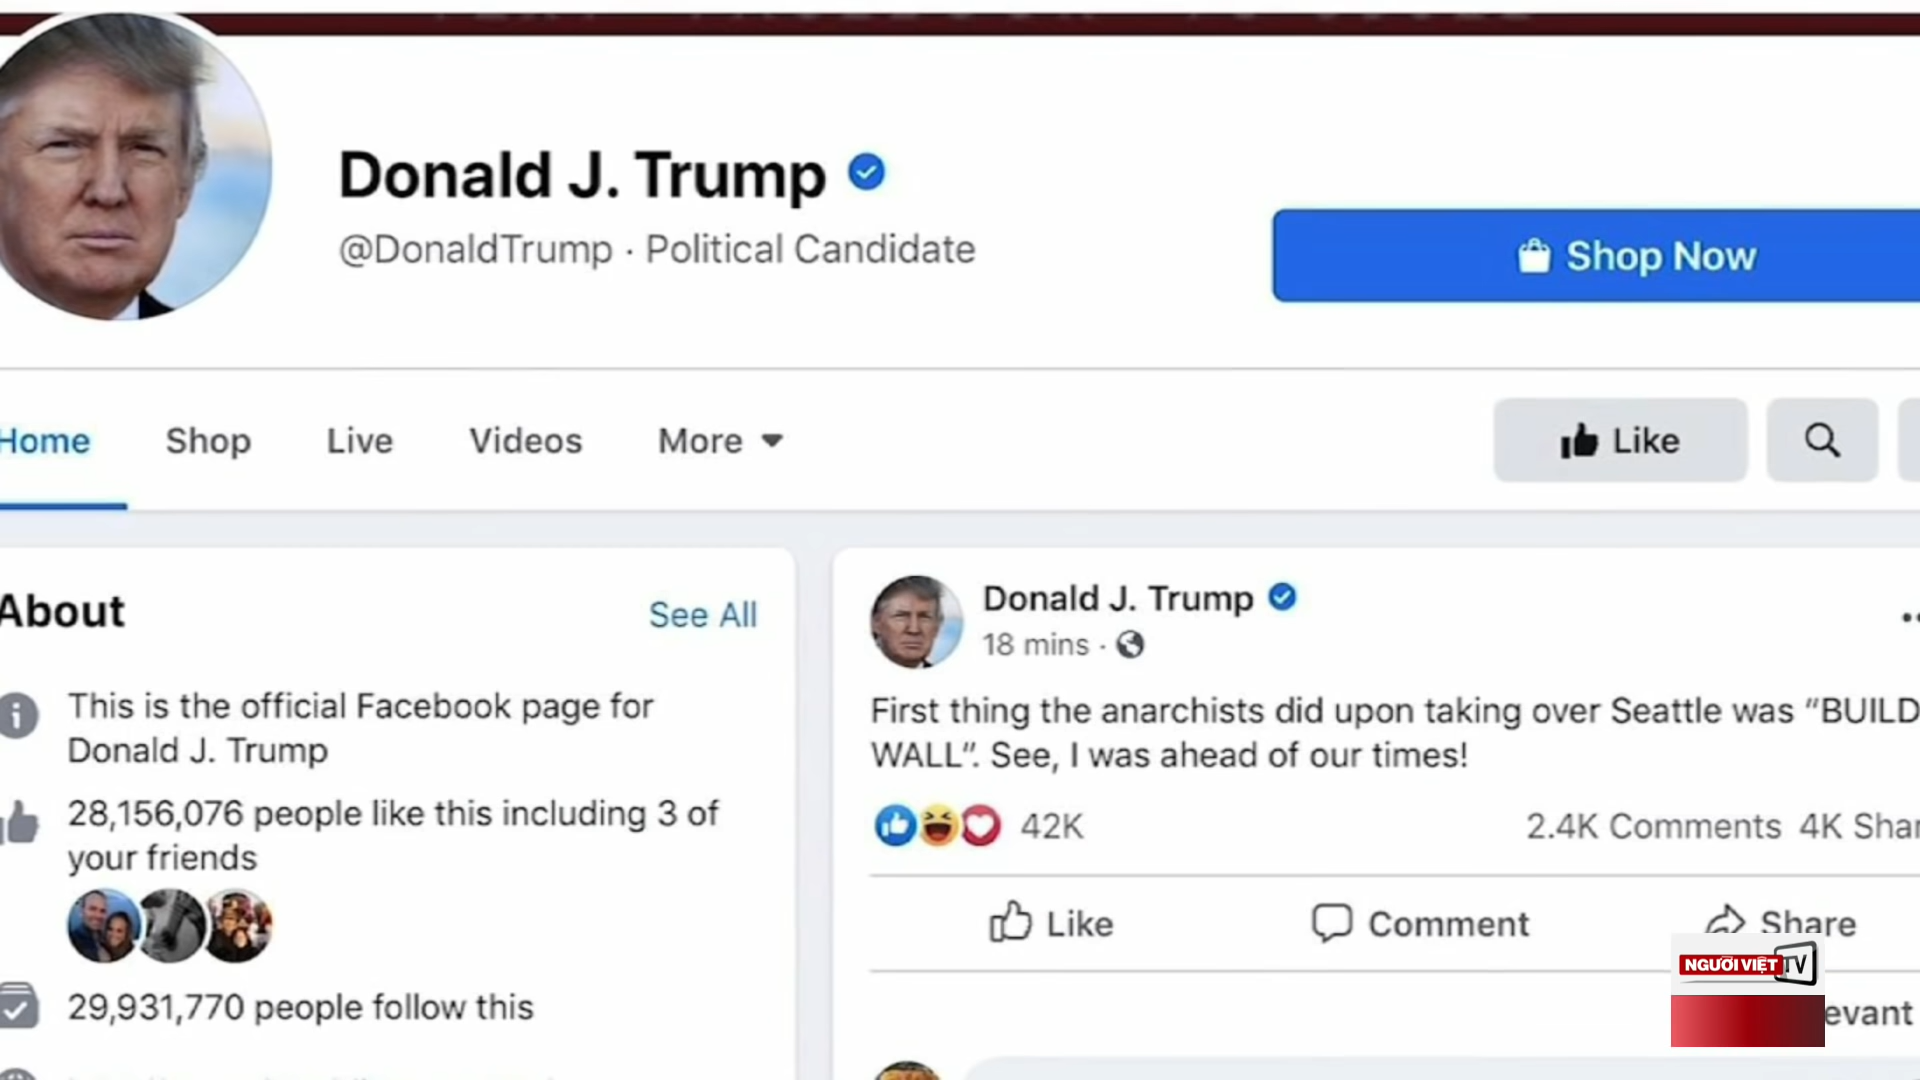 Donald J. Trump
@DonaldTrump · Political Candidate
Shop Now
Home Shop Live Videos More
Like
About
See All
This is the official Facebook page for
Donald J. Trump
28,156,076 people like this including 3 of
your friends
29,931,770 people follow this
Donald J. Trump
18 mins ·
First thing the anarchists did upon taking over Seattle was “BUILD
WALL”. See, I was ahead of our times!
42K
2.4K Comments 4K Shar
Like Comment Share
NGƯỜI VIỆT TV
evant